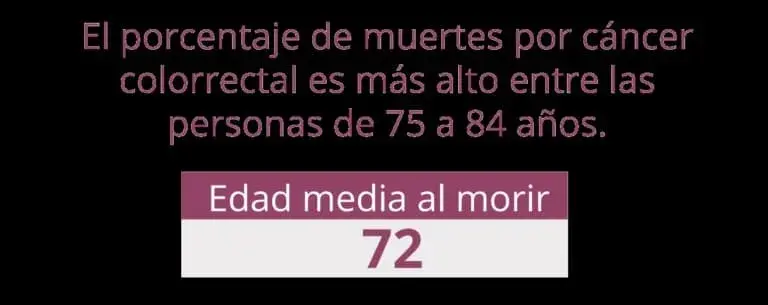 El porcentaje de muertes por cáncer
colorrectal es más alto entre las
personas de 75 a 84 años.
Edad media al morir
72